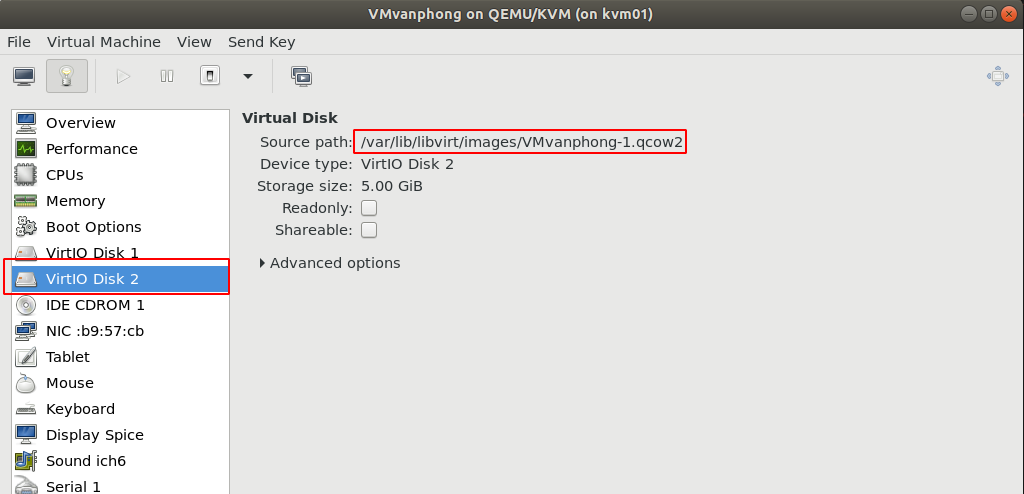 VMvanphong on QEMU/KVM (on kvm01)
File Virtual Machine View Send Key
Overview
Performance
CPUs
Memory
Boot Options
VirtIO Disk 1
VirtIO Disk 2
IDE CDROM 1
NIC :b9:57:cb
Tablet
Mouse
Keyboard
Display Spice
Sound ich6
Serial 1
Virtual Disk
Source path: /var/lib/libvirt/images/VMvanphong-1.qcow2
Device type: VirtIO Disk 2
Storage size: 5.00 GiB
Readonly:
Shareable:
Advanced options